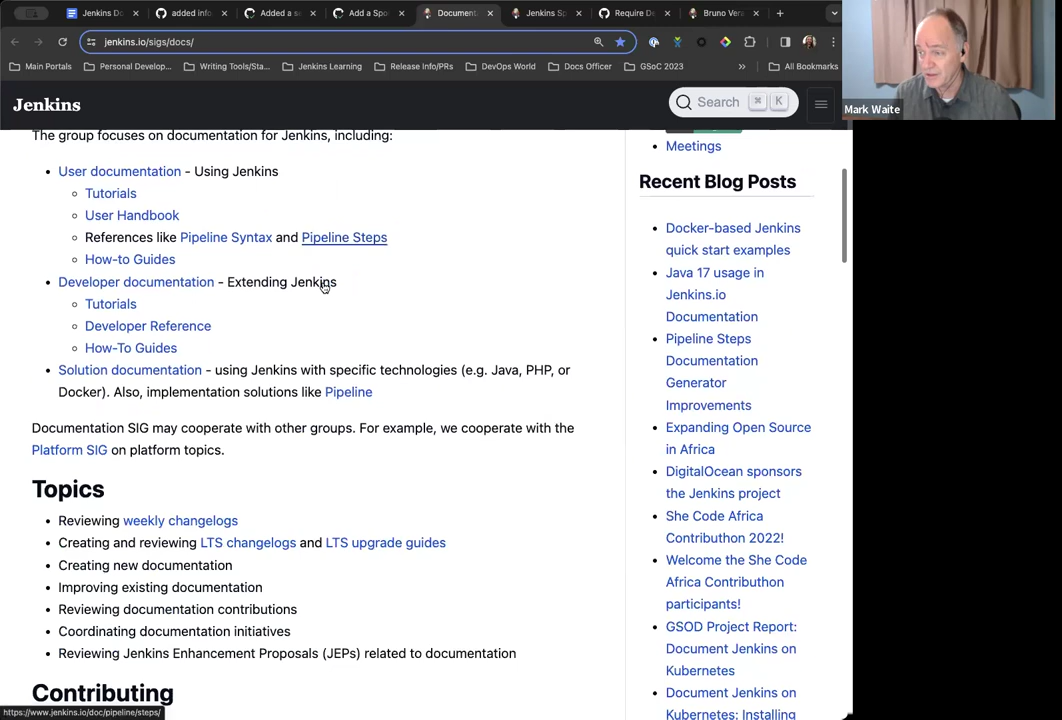 Jenkins Do
added info
Added a se
Add a Spo
Document
Jenkins Sp
Require De
Bruno Vera
jenkins.io/sigs/docs/
Main Portals
Personal Develop...
Writing Tools/Sta...
Jenkins Learning
Release Info/PRs
DevOps World
Docs Officer
GSoC 2023
»
All Bookmarks
Mark Waite
Jenkins
Search ⌘ K
The group focuses on documentation for Jenkins, including:
User documentation - Using Jenkins
Tutorials
User Handbook
References like Pipeline Syntax and Pipeline Steps
How-to Guides
Developer documentation - Extending Jenkins
Tutorials
Developer Reference
How-To Guides
Solution documentation - using Jenkins with specific technologies (e.g. Java, PHP, or
Docker). Also, implementation solutions like Pipeline
Documentation SIG may cooperate with other groups. For example, we cooperate with the
Platform SIG on platform topics.
Topics
Reviewing weekly changelogs
Creating and reviewing LTS changelogs and LTS upgrade guides
Creating new documentation
Improving existing documentation
Reviewing documentation contributions
Coordinating documentation initiatives
Reviewing Jenkins Enhancement Proposals (JEPs) related to documentation
Contributing
https://www.jenkins.io/doc/pipeline/steps/
Meetings
Recent Blog Posts
Docker-based Jenkins
quick start examples
Java 17 usage in
Jenkins.io
Documentation
Pipeline Steps
Documentation
Generator
Improvements
Expanding Open Source
in Africa
DigitalOcean sponsors
the Jenkins project
She Code Africa
Contributhon 2022!
Welcome the She Code
Africa Contributhon
participants!
GSOD Project Report:
Document Jenkins on
Kubernetes
Document Jenkins on
Kubernetes: Installing